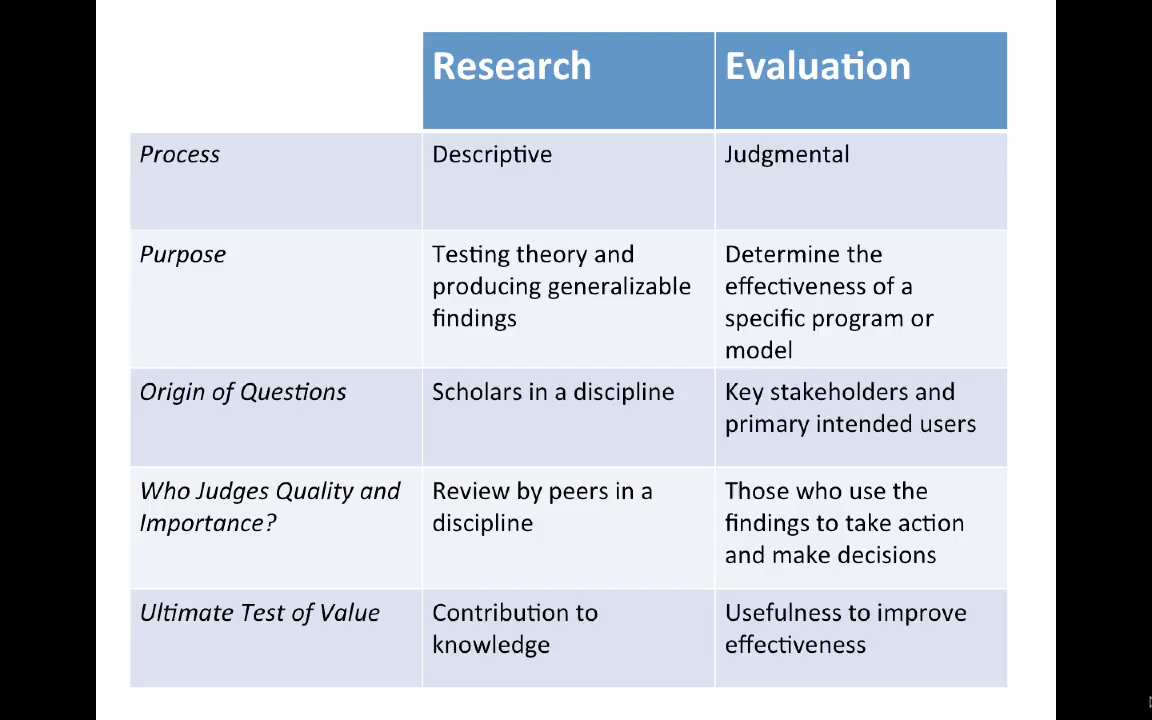 Research
Evaluation
Process
Descriptive
Judgmental
Purpose
Testing theory and
producing generalizable
findings
Determine the
effectiveness of a
specific program or
model
Origin of Questions
Scholars in a discipline
Key stakeholders and
primary intended users
Who Judges Quality and
Importance?
Review by peers in a
discipline
Those who use the
findings to take action
and make decisions
Ultimate Test of Value
Contribution to
knowledge
Usefulness to improve
effectiveness